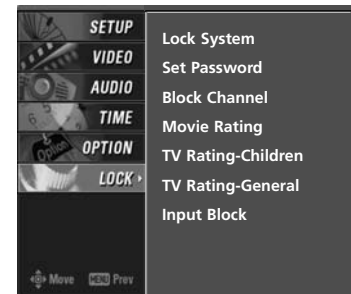 SETUP
VIDEO
AUDIO
TIME
OPTION
LOCK
Move MENU Prev
Lock System
Set Password
Block Channel
Movie Rating
TV Rating-Children
TV Rating-General
Input Block